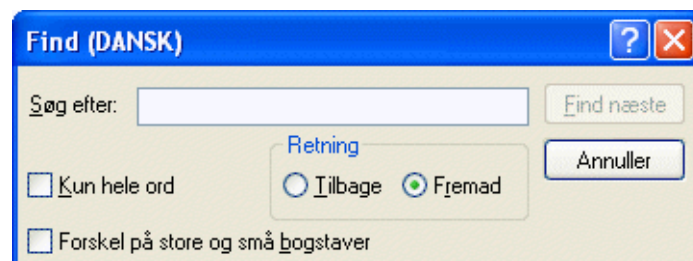 Find (DANSK)
Søg efter:
Find næste
Retning
Annuller
Kun hele ord
Tilbage
Fremad
Forskel på store og små bogstaver